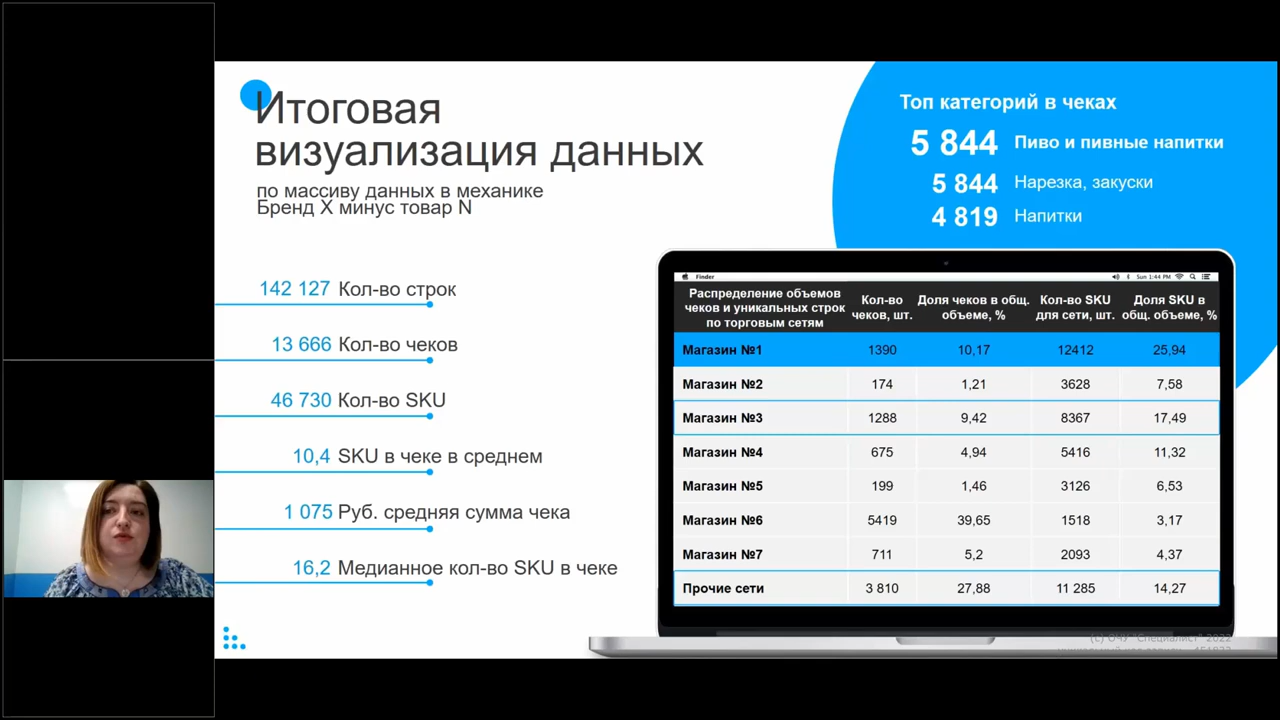 Итоговая
визуализация данных
по массиву данных в механике
Бренд X минус товар N
142 127 Кол-во строк
13 666 Кол-во чеков
46 730 Кол-во SKU
10,4 SKU в чеке в среднем
1 075 Руб. средняя сумма чека
16,2 Медианное кол-во SKU в чеке
Топ категорий в чеках
5 844 Пиво и пивные напитки
5 844 Нарезка, закуски
4 819 Напитки
Finder
Sun 1:44 PM
Распределение объемов чеков и уникальных строк по торговым сетям Кол-во чеков, шт. Доля чеков в общ. объеме, % Кол-во SKU для сети, шт. Доля SKU в общ. объеме, %
Магазин №1 1390 10,17 12412 25,94
Магазин №2 174 1,21 3628 7,58
Магазин №3 1288 9,42 8367 17,49
Магазин №4 675 4,94 5416 11,32
Магазин №5 199 1,46 3126 6,53
Магазин №6 5419 39,65 1518 3,17
Магазин №7 711 5,2 2093 4,37
Прочие сети 3 810 27,88 11 285 14,27
(С) ОЧУ "Специалист" 2022